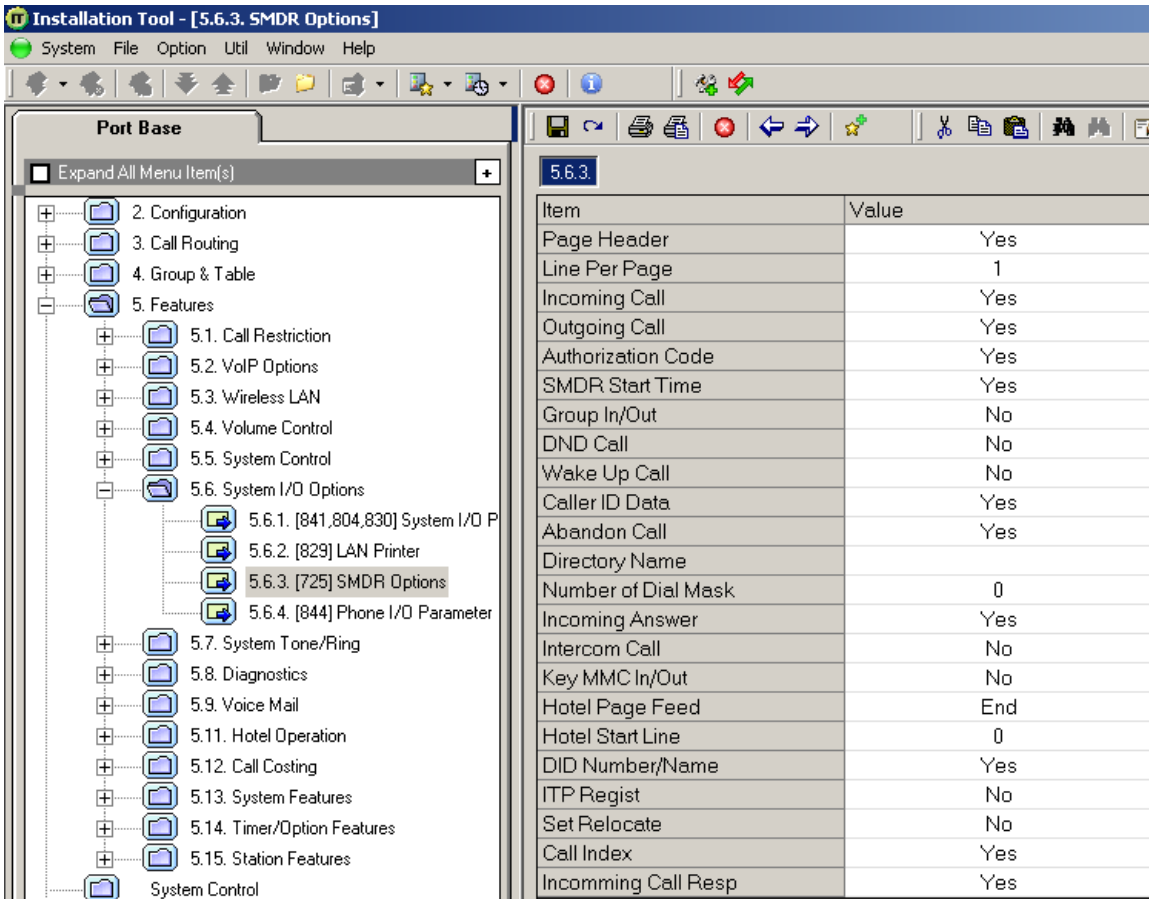 Installation Tool - [5.6.3. SMDR Options]
System File Option Util Window Help
Port Base
Expand All Menu Item(s)
2. Configuration
3. Call Routing
4. Group & Table
5. Features
5.1. Call Restriction
5.2. VoIP Options
5.3. Wireless LAN
5.4. Volume Control
5.5. System Control
5.6. System I/O Options
5.6.1. [841,804,830] System I/O P
5.6.2. [829] LAN Printer
5.6.3. [725] SMDR Options
5.6.4. [844] Phone I/O Parameter
5.7. System Tone/Ring
5.8. Diagnostics
5.9. Voice Mail
5.11. Hotel Operation
5.12. Call Costing
5.13. System Features
5.14. Timer/Option Features
5.15. Station Features
System Control
5.6.3.
Item Value
Page Header Yes
Line Per Page 1
Incoming Call Yes
Outgoing Call Yes
Authorization Code Yes
SMDR Start Time Yes
Group In/Out No
DND Call No
Wake Up Call No
Caller ID Data Yes
Abandon Call Yes
Directory Name
Number of Dial Mask 0
Incoming Answer Yes
Intercom Call No
Key MMC In/Out No
Hotel Page Feed End
Hotel Start Line 0
DID Number/Name Yes
ITP Regist No
Set Relocate No
Call Index Yes
Incomming Call Resp Yes